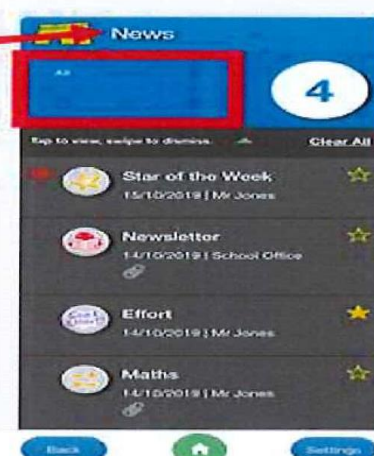 News
All
4
Tap to view, swipe to dismiss.
Clear All
Star of the Week
15/10/2019 | Mr Jones
Newsletter
14/10/2019 | School Office
Effort
14/10/2019 | Mr Jones
Maths
14/10/2019 | Mr Jones
Back
Settings